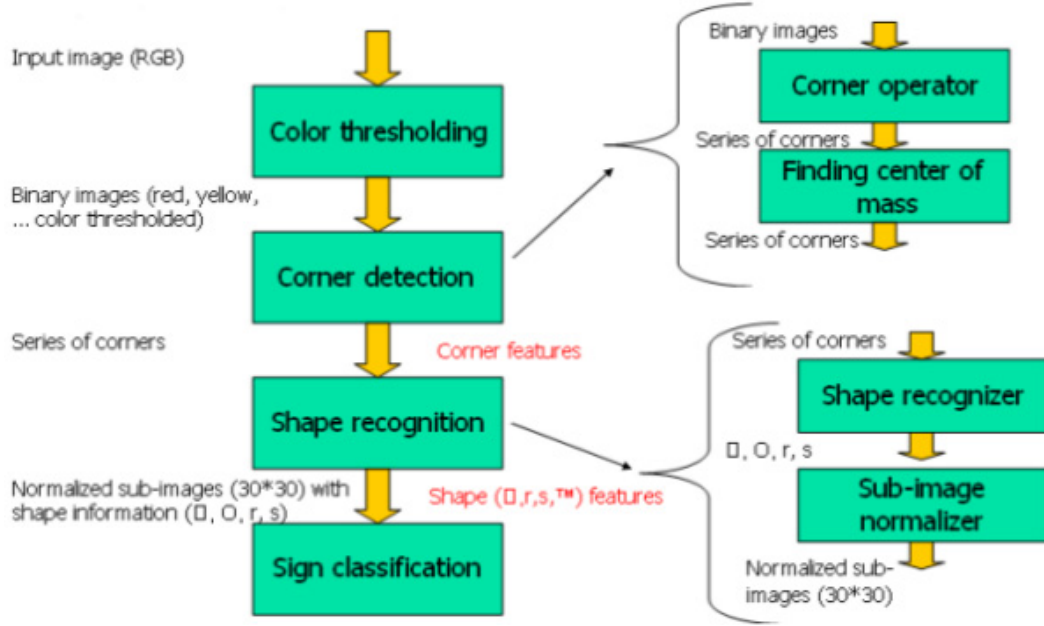 Input image (RGB)
Color thresholding
Binary images (red, yellow,
... color thresholded)
Corner detection
Series of corners
Corner features
Shape recognition
Normalized sub-images (30*30) with
shape information (▯, O, r, s)
Shape (▯,r,s,™) features
Sign classification
Binary images
Corner operator
Series of corners
Finding center of
mass
Series of corners
Series of corners
Shape recognizer
▯, O, r, s
Sub-image
normalizer
Normalized sub-
images (30*30)